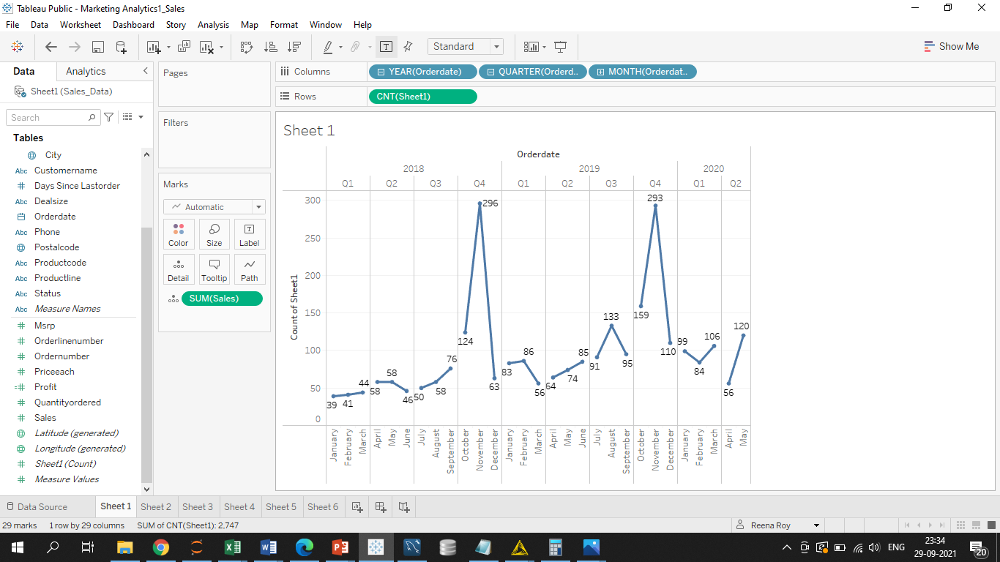 Tableau Public - Marketing Analytics1_Sales
File Data Worksheet Dashboard Story Analysis Map Format Window Help
Standard
Show Me
Data Analytics
Sheet1 (Sales_Data)
Search
Tables
City
Abc Customername
Days Since Lastorder
Abc Dealsize
Orderdate
Abc Phone
Postalcode
Abc Productcode
Abc Productline
Abc Status
Abc Measure Names
Msrp
Orderlinenumber
Ordernumber
Priceeach
Profit
Quantityordered
Sales
Latitude (generated)
Longitude (generated)
Sheet1 (Count)
Measure Values
Pages
Filters
Marks
Automatic
Color Size Label
Detail Tooltip Path
SUM(Sales)
Columns YEAR(Orderdate) QUARTER(Orderd.. MONTH(Orderdat..
Rows CNT(Sheet1)
Sheet 1
Orderdate
2018 2019 2020
Q1 Q2 Q3 Q4 Q1 Q2 Q3 Q4 Q1 Q2
Count of Sheet1
300
250
200
150
100
50
0
39 41 44 58 58 46 50 58 76 124 296 63 83 86 56 64 74 85 91 133 95 159 293 110 99 84 106 56 120
January February March April May June July August September October November December January February March April May June July August September October November December January February March April May
Data Source Sheet 1 Sheet 2 Sheet 3 Sheet 4 Sheet 5 Sheet 6
29 marks 1 row by 29 columns SUM of CNT(Sheet1): 2,747
Reena Roy
ENG
23:34
29-09-2021
20